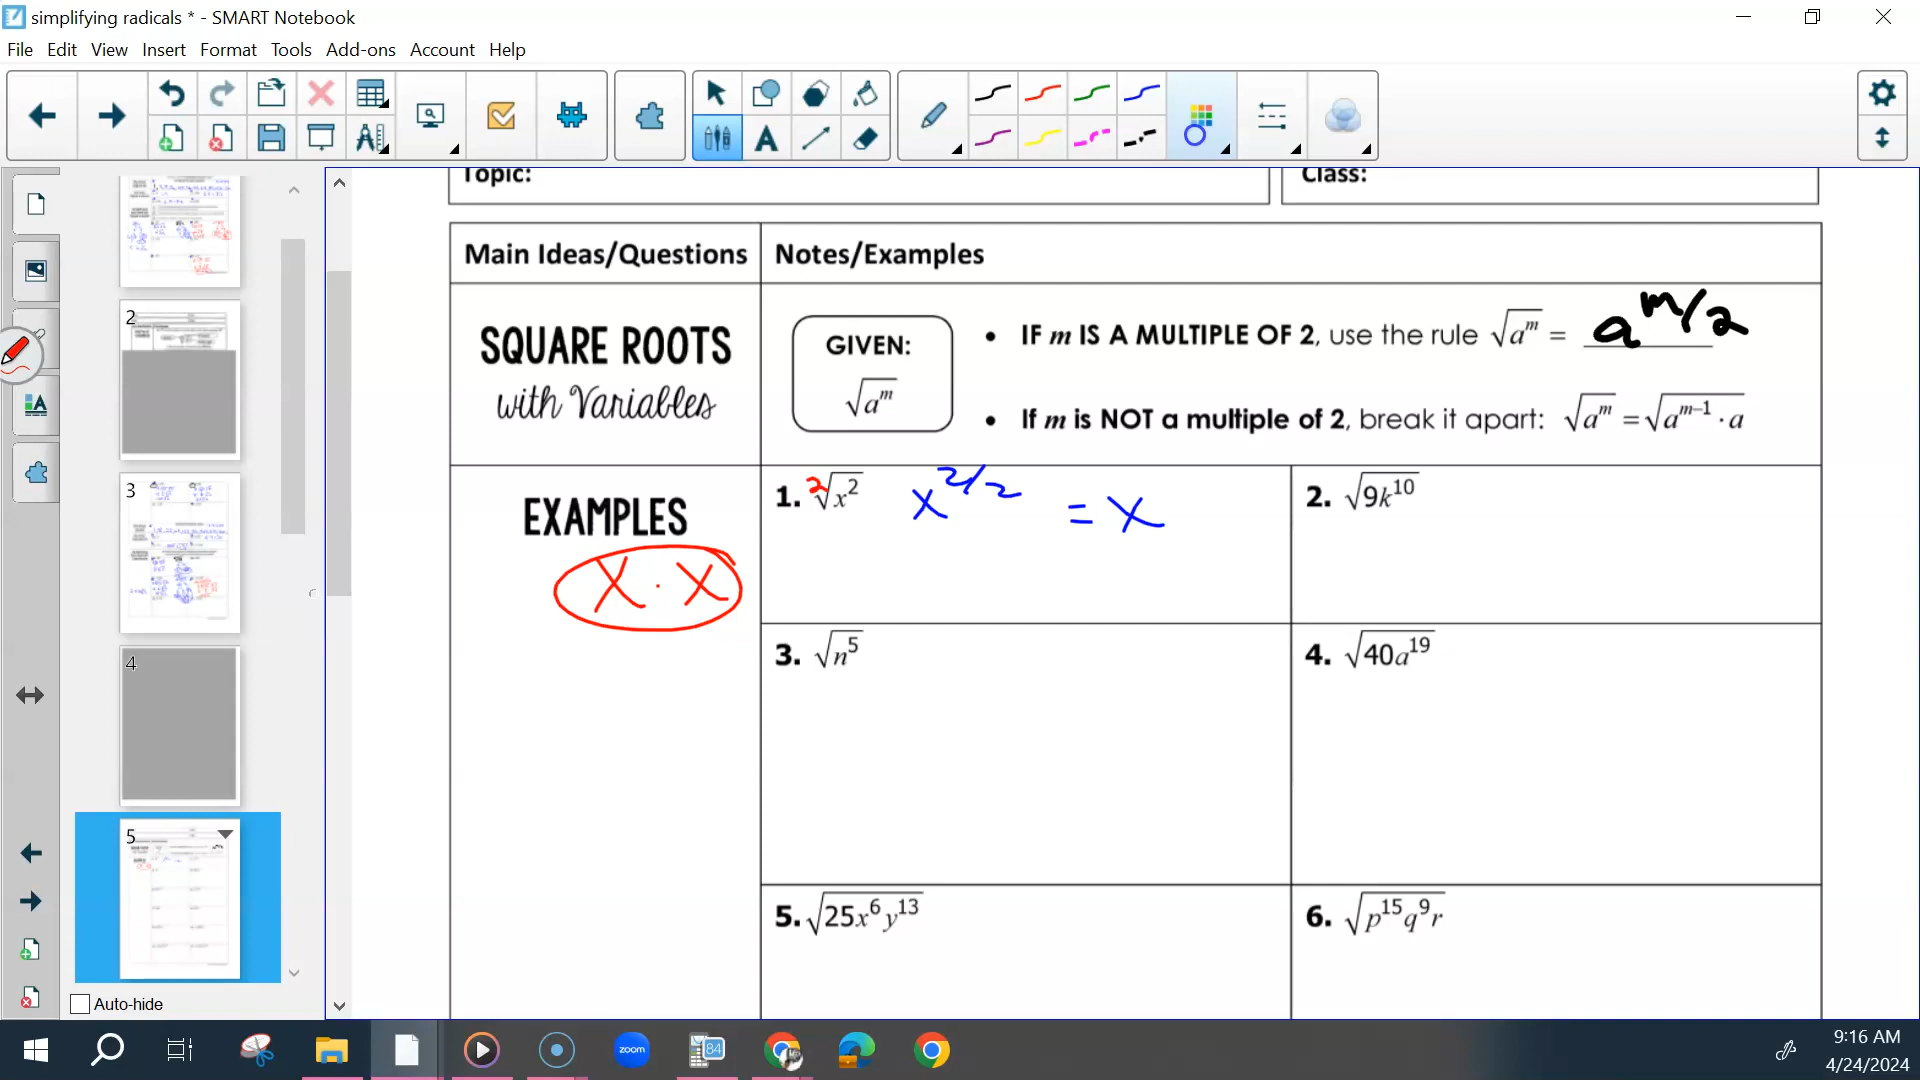 simplifying radicals * - SMART Notebook
File Edit View Insert Format Tools Add-ons Account Help
Topic: Class:
Main Ideas/Questions Notes/Examples
SQUARE ROOTS
with Variables
GIVEN:
√(a^m)
• IF m IS A MULTIPLE OF 2, use the rule √(a^m) = a^m/2
• If m is NOT a multiple of 2, break it apart: √(a^m) = √(a^(m–1) · a)
EXAMPLES
X · X
1. 2√(x^2) x^2/2 = x
2. √(9k^10)
3. √(n^5)
4. √(40a^19)
5. √(25x^6y^13)
6. √(p^15q^9r)
2
3
4
5
Auto-hide
zoom
84
9:16 AM
4/24/2024